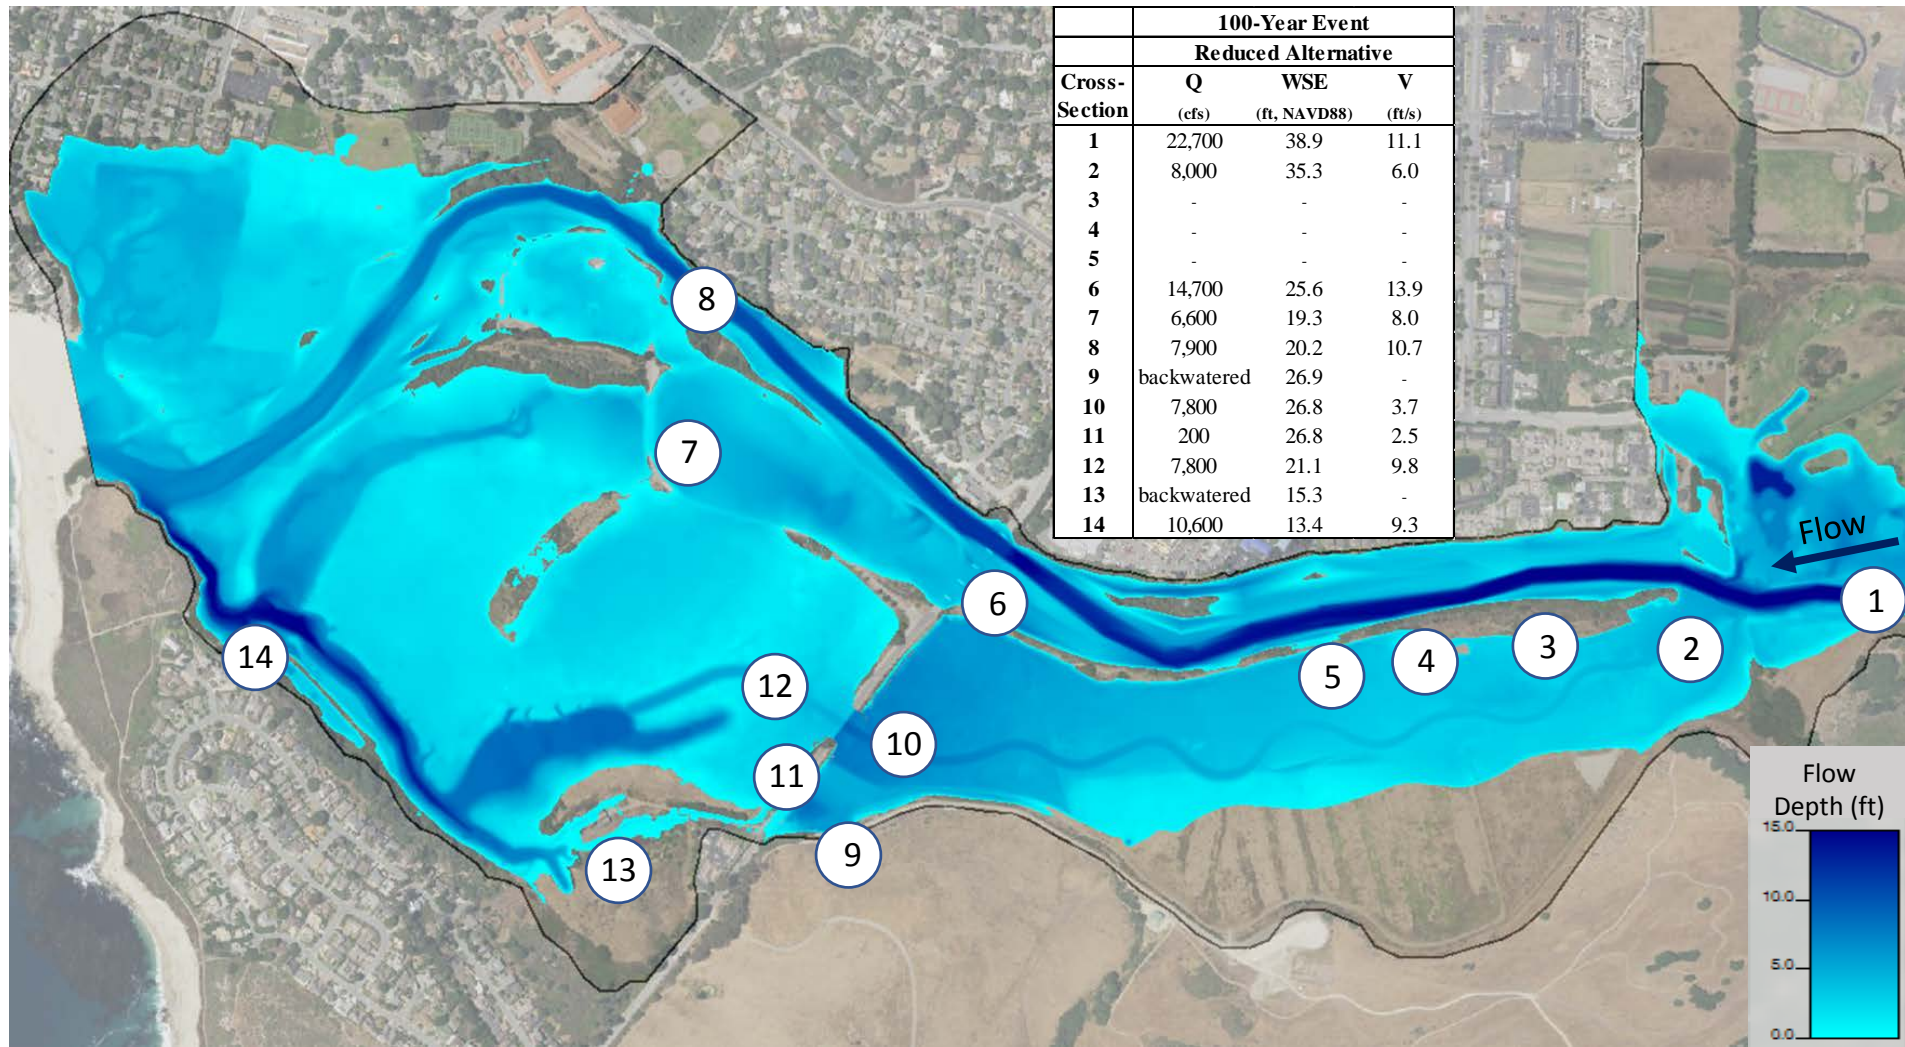 100-Year Event
Reduced Alternative
Cross-Section Q (cfs) WSE (ft, NAVD88) V (ft/s)
1 22,700 38.9 11.1
2 8,000 35.3 6.0
3 - - -
4 - - -
5 - - -
6 14,700 25.6 13.9
7 6,600 19.3 8.0
8 7,900 20.2 10.7
9 backwatered 26.9 -
10 7,800 26.8 3.7
11 200 26.8 2.5
12 7,800 21.1 9.8
13 backwatered 15.3 -
14 10,600 13.4 9.3
8
7
Flow
6
1
14
12
5
4
3
2
10
11
9
13
Flow
Depth (ft)
15.0
10.0
5.0
0.0